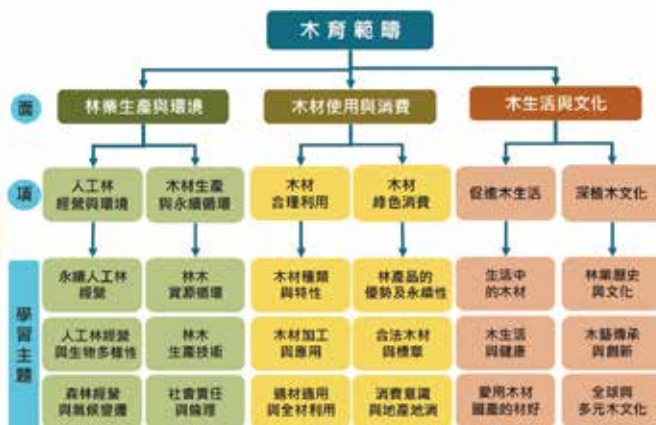 木育範疇
面
林業生產與環境
木材使用與消費
木生活與文化
項
人工林
經營與環境
木材生產
與永續循環
木材
合理利用
木材
綠色消費
促進木生活
深植木文化
學習主題
永續人工林
經營
林木
資源循環
木材種類
與特性
林產品的
優勢及永續性
生活中
的木材
林業歷史
與文化
人工林經營
與生物多樣性
林木
生產技術
木材加工
與應用
合法木材
與標章
木生活
與健康
木藝傳承
與創新
森林經營
與氣候變遷
社會責任
與倫理
適材適用
與全材利用
消費意識
與地產地消
愛用木材
國產的材好
全球與
多元木文化